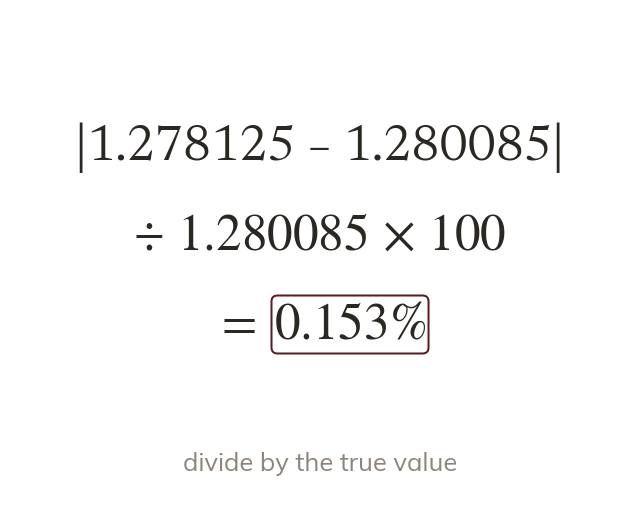 |1.278125 – 1.280085|
÷ 1.280085 × 100
= 0.153%
divide by the true value